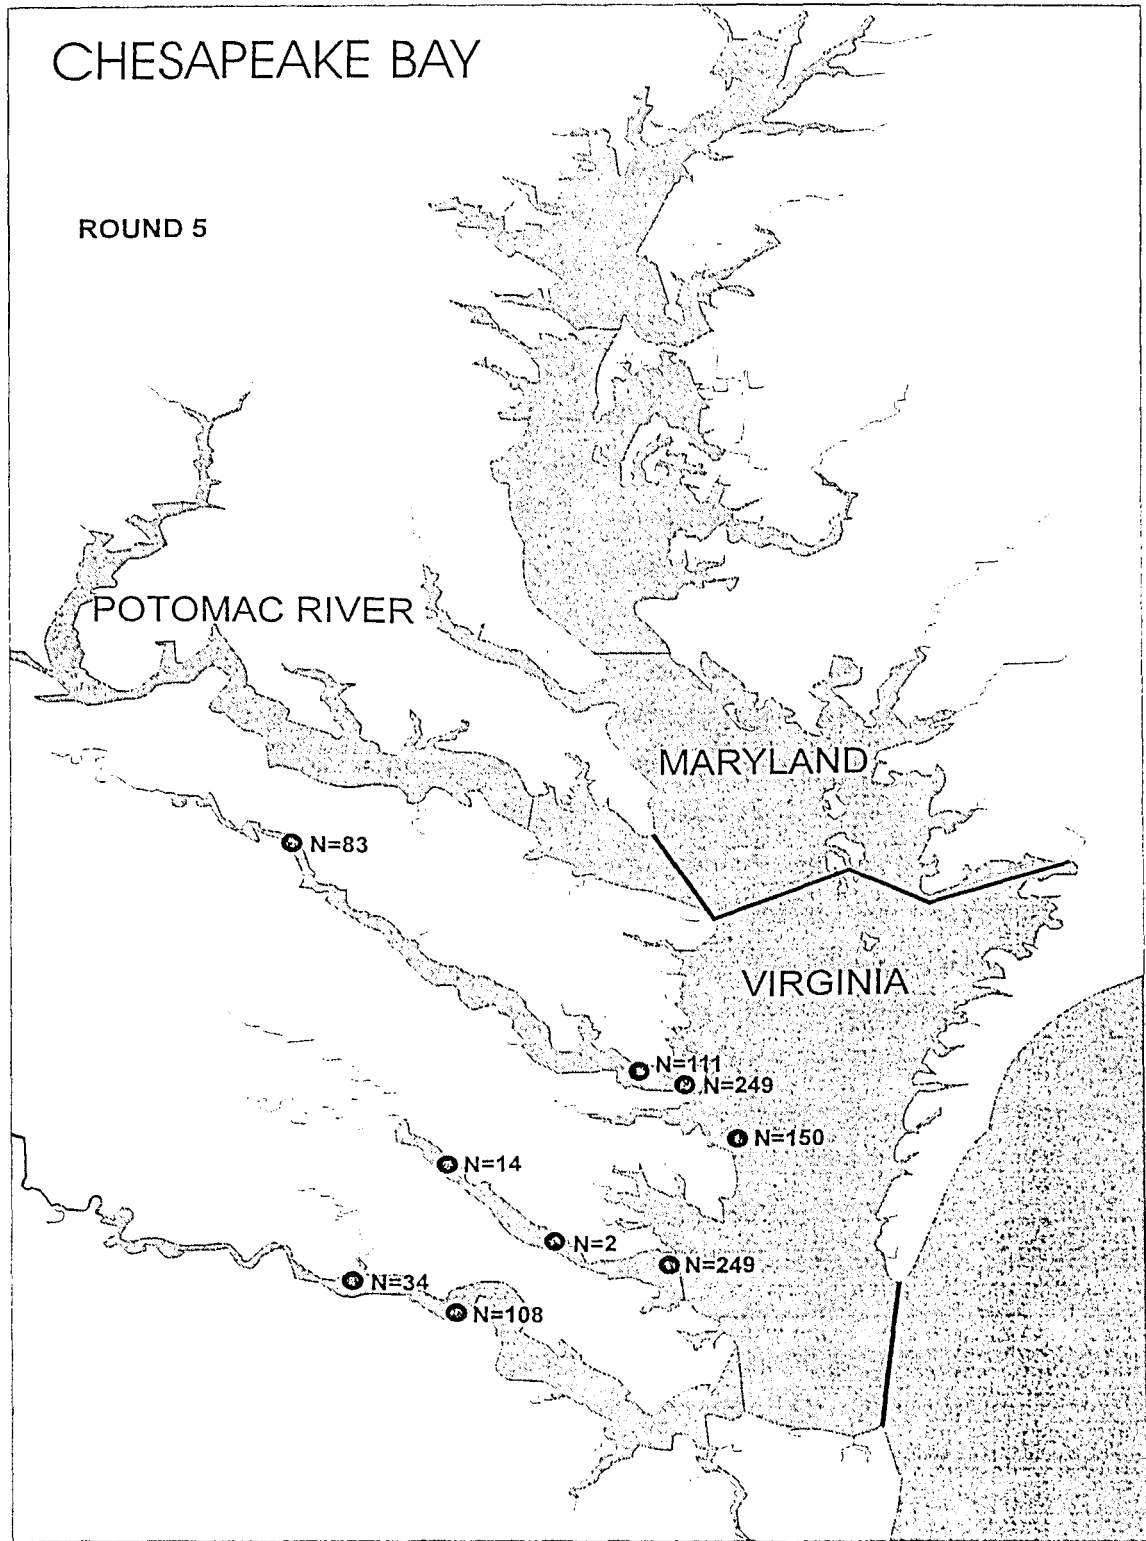 CHESAPEAKE BAY
ROUND 5
POTOMAC RIVER
MARYLAND
N=83
VIRGINIA
N=111
N=249
N=150
N=14
N=2
N=249
N=34
N=108